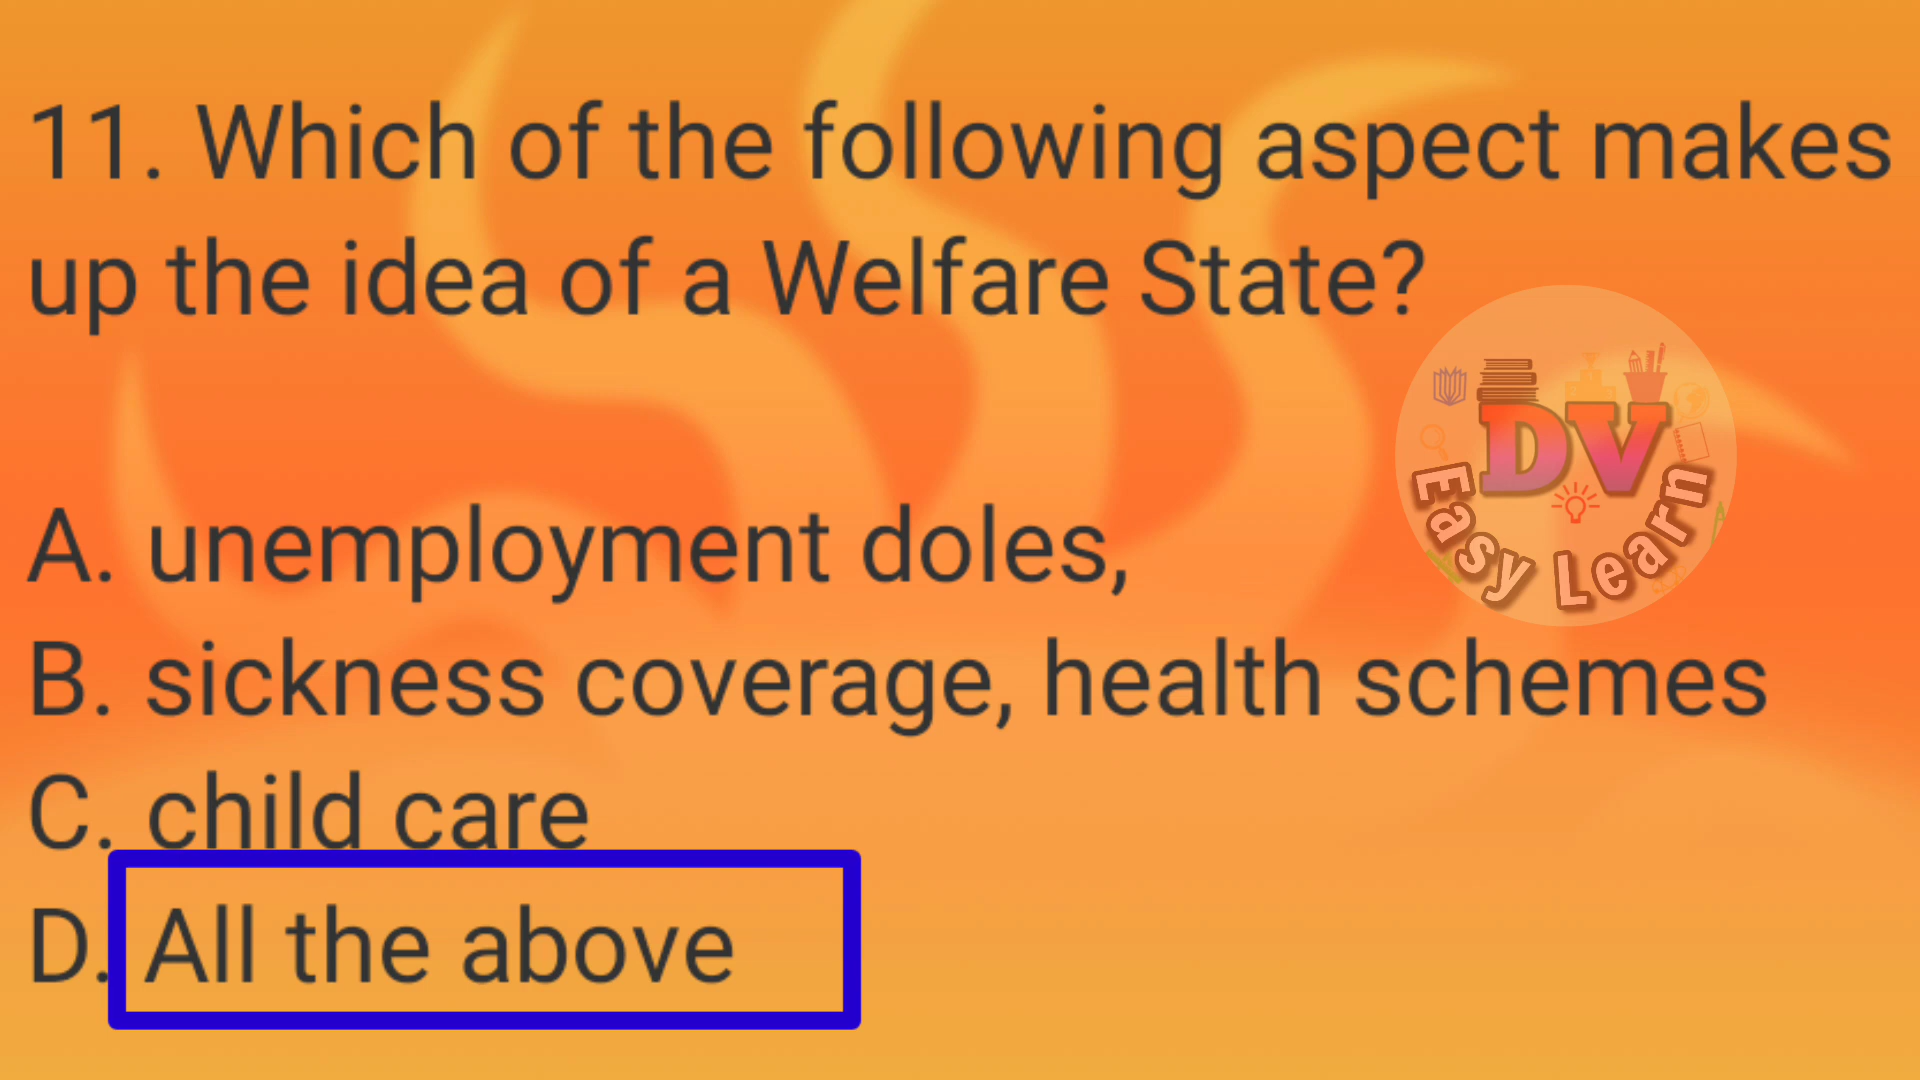 11. Which of the following aspect makes
up the idea of a Welfare State?
DV
Easy Learn
A. unemployment doles,
B. sickness coverage, health schemes
C. child care
D. All the above